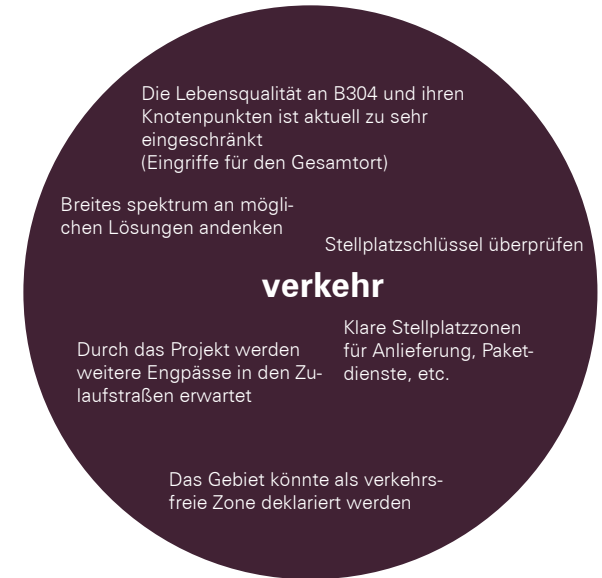 Die Lebensqualität an B304 und ihren
Knotenpunkten ist aktuell zu sehr
eingeschränkt
(Eingriffe für den Gesamtort)
Breites spektrum an mögli-
chen Lösungen andenken
Stellplatzschlüssel überprüfen
verkehr
Klare Stellplatzzonen
für Anlieferung, Paket-
dienste, etc.
Durch das Projekt werden
weitere Engpässe in den Zu-
laufstraßen erwartet
Das Gebiet könnte als verkehrs-
freie Zone deklariert werden